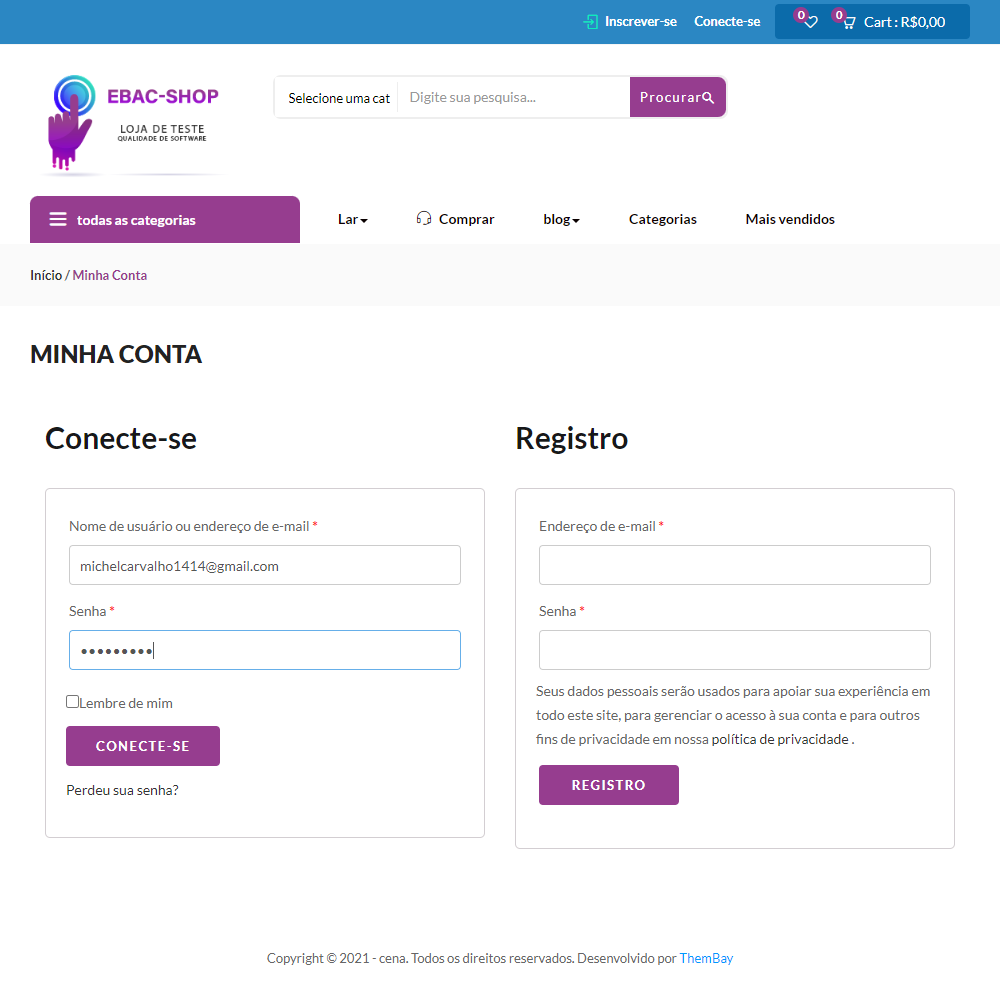 Inscrever-se Conecte-se 0 0 Cart : R$0,00
EBAC-SHOP
LOJA DE TESTE
QUALIDADE DE SOFTWARE
Selecione uma cat Digite sua pesquisa... Procurar
todas as categorias Lar Comprar blog Categorias Mais vendidos
Início / Minha Conta
MINHA CONTA
Conecte-se
Nome de usuário ou endereço de e-mail *
michelcarvalho1414@gmail.com
Senha *
•••••••••
Lembre de mim
CONECTE-SE
Perdeu sua senha?
Registro
Endereço de e-mail *
Senha *
Seus dados pessoais serão usados para apoiar sua experiência em
todo este site, para gerenciar o acesso à sua conta e para outros
fins de privacidade em nossa política de privacidade .
REGISTRO
Copyright © 2021 - cena. Todos os direitos reservados. Desenvolvido por ThemBay